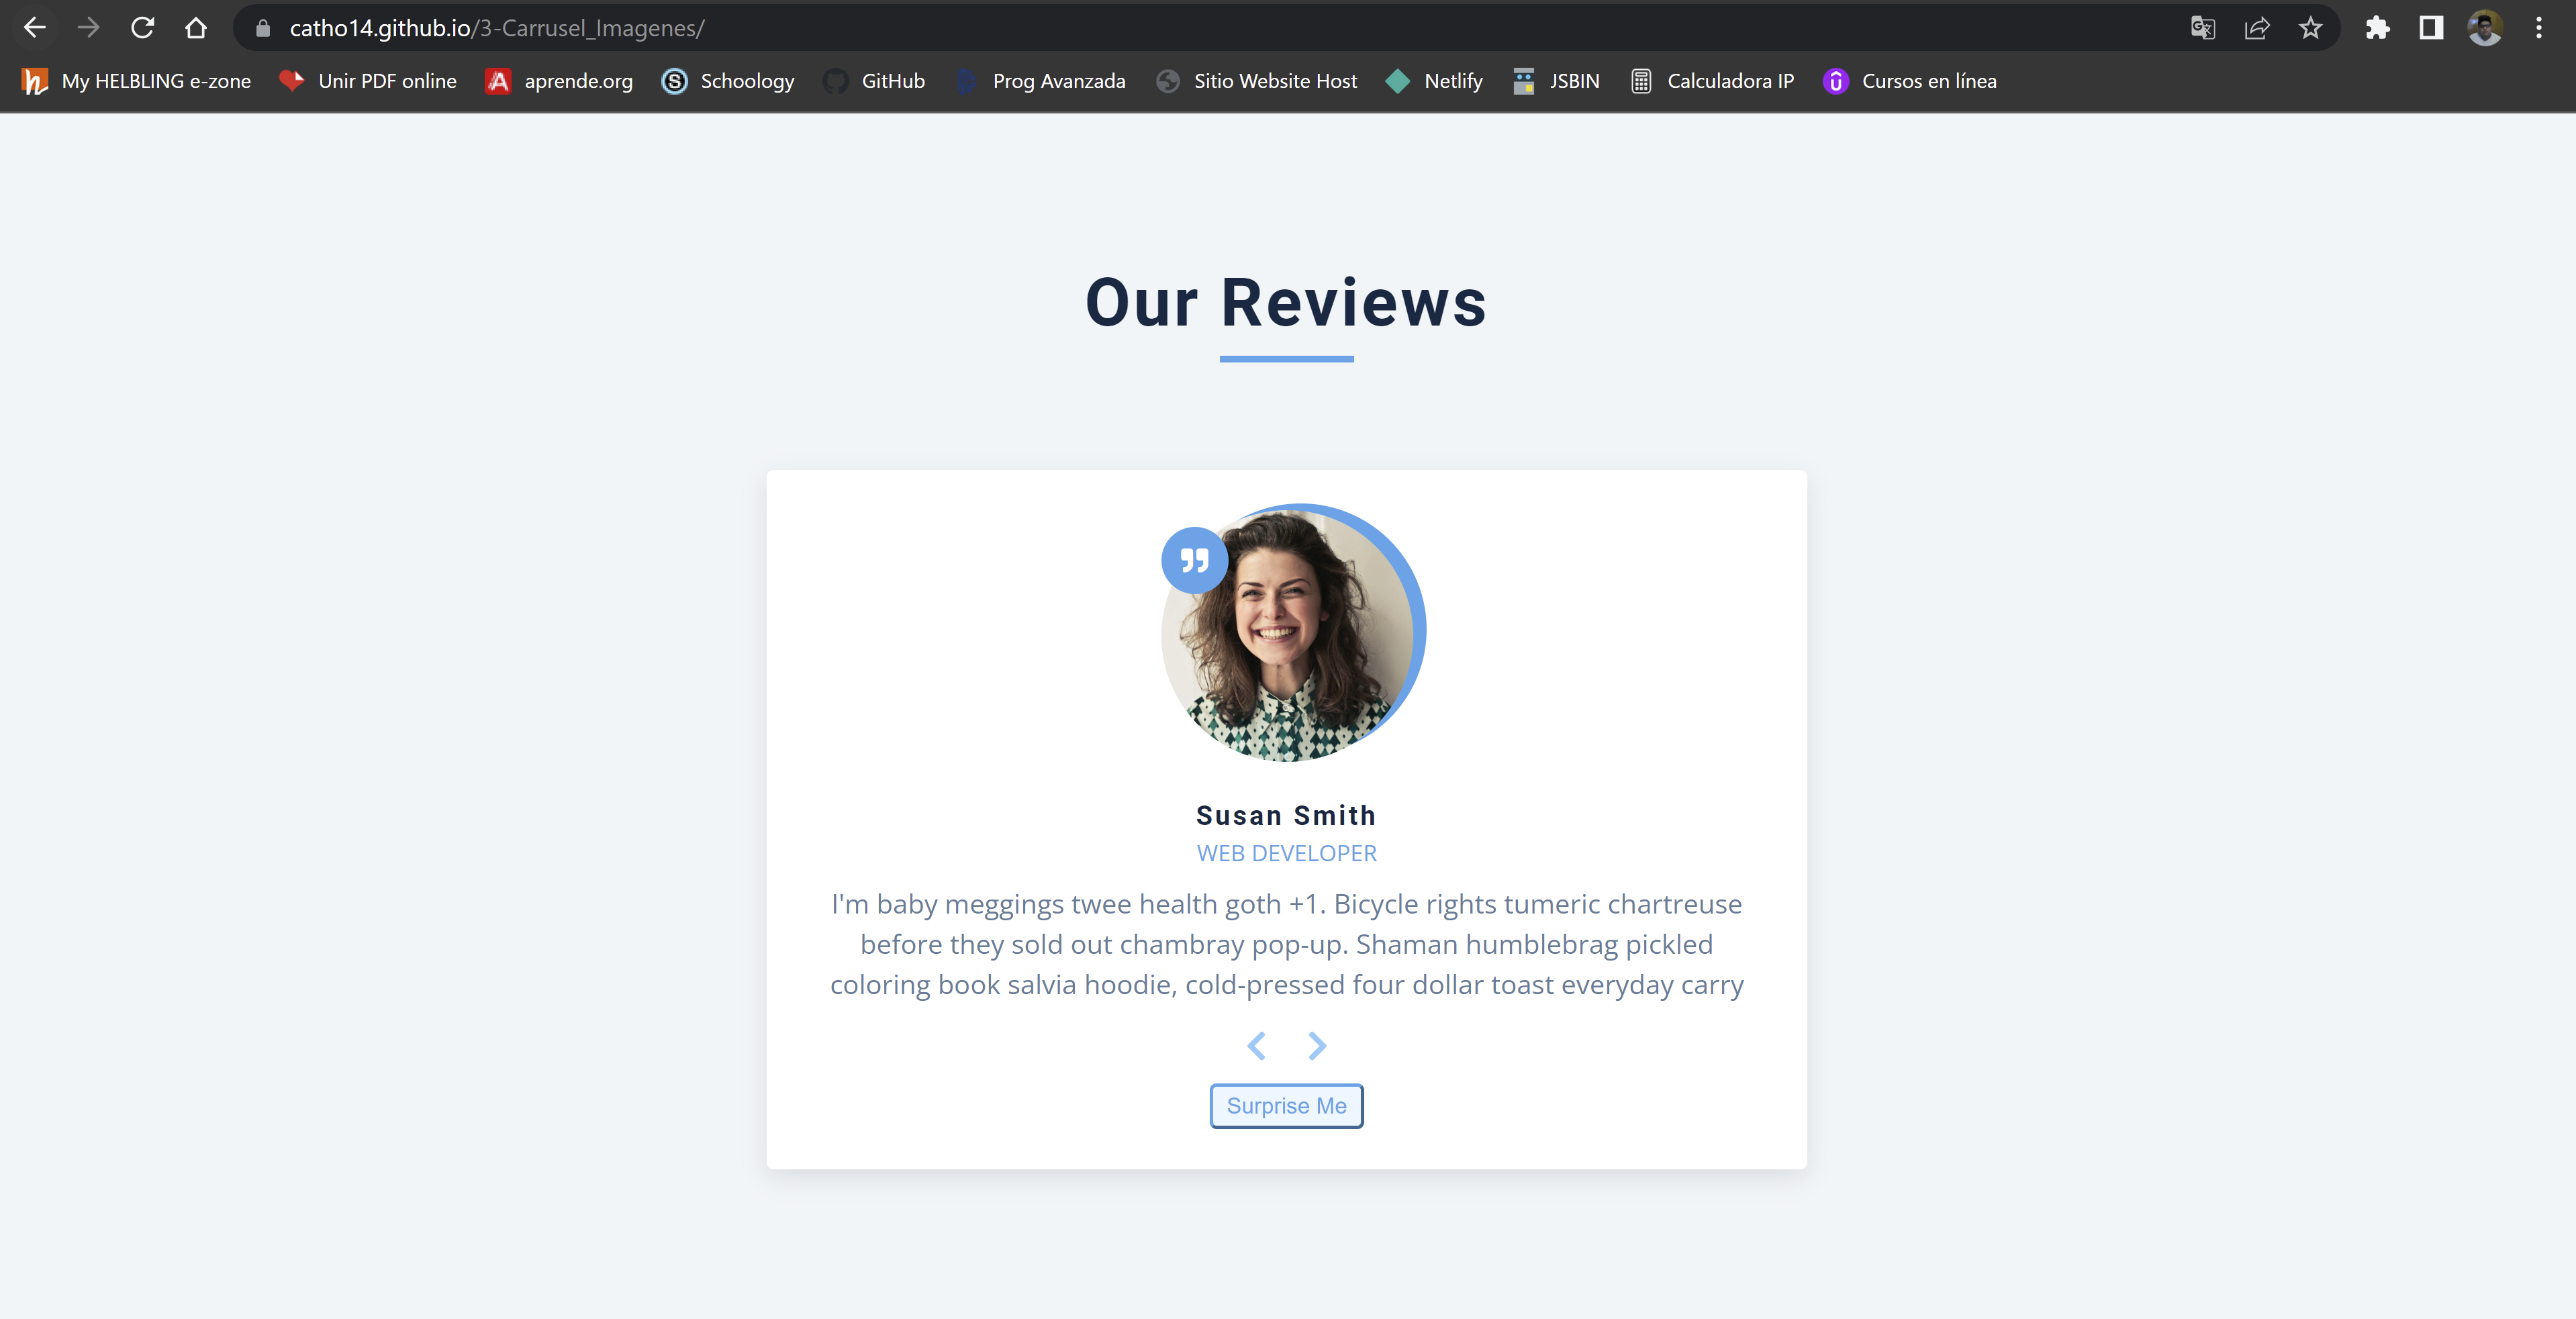 catho14.github.io/3-Carrusel_Imagenes/
My HELBLING e-zone Unir PDF online aprende.org Schoology GitHub Prog Avanzada Sitio Website Host Netlify JSBIN Calculadora IP Cursos en línea
Our Reviews
Susan Smith
WEB DEVELOPER
I'm baby meggings twee health goth +1. Bicycle rights tumeric chartreuse
before they sold out chambray pop-up. Shaman humblebrag pickled
coloring book salvia hoodie, cold-pressed four dollar toast everyday carry
Surprise Me